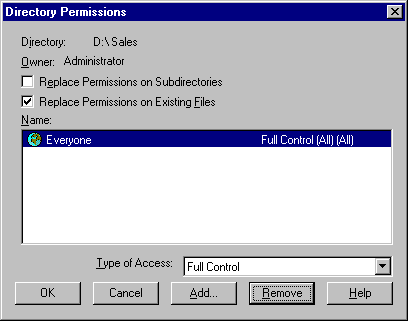 Directory Permissions
Directory: D:\Sales
Owner: Administrator
Replace Permissions on Subdirectories
Replace Permissions on Existing Files
Name:
Everyone Full Control (All) (All)
Type of Access: Full Control
OK Cancel Add... Remove Help